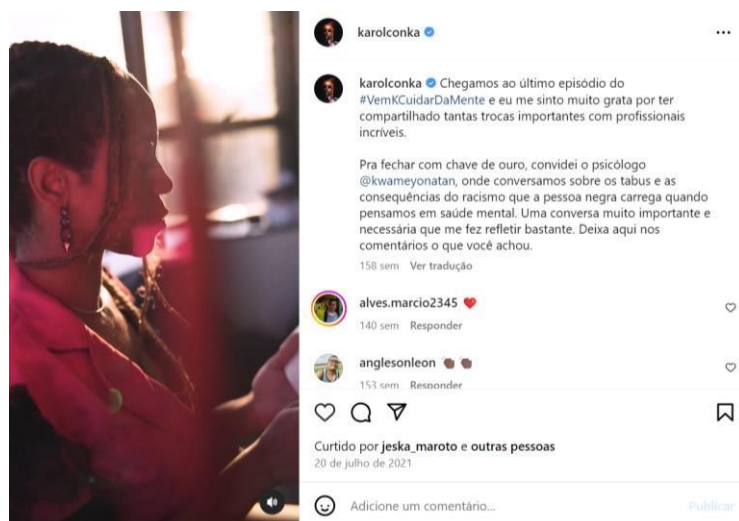 karolconka
karolconka Chegamos ao último episódio do
#VemKCuidarDaMente e eu me sinto muito grata por ter
compartilhado tantas trocas importantes com profissionais
incríveis.
Pra fechar com chave de ouro, convidei o psicólogo
@kwameyonatan, onde conversamos sobre os tabus e as
consequências do racismo que a pessoa negra carrega quando
pensamos em saúde mental. Uma conversa muito importante e
necessária que me fez refletir bastante. Deixa aqui nos
comentários o que você achou.
158 sem Ver tradução
alves.marcio2345
140 sem Responder
anglesonleon
153 sem Responder
Curtido por jeska_maroto e outras pessoas
20 de julho de 2021
Adicione um comentário...
Publicar